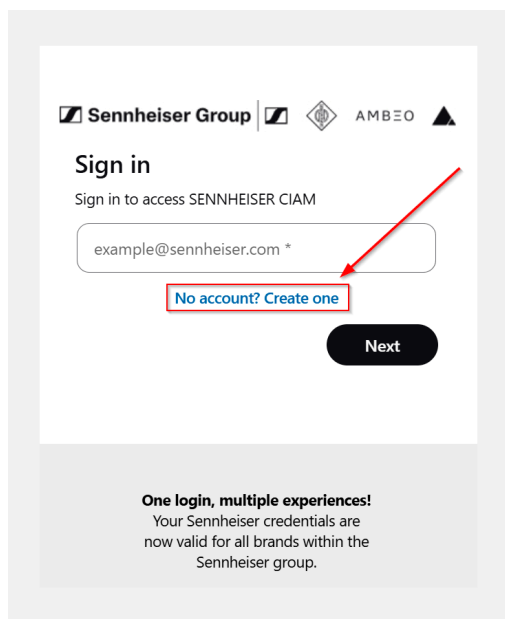 Sennheiser Group AMBEO
Sign in
Sign in to access SENNHEISER CIAM
example@sennheiser.com *
No account? Create one
Next
One login, multiple experiences!
Your Sennheiser credentials are
now valid for all brands within the
Sennheiser group.